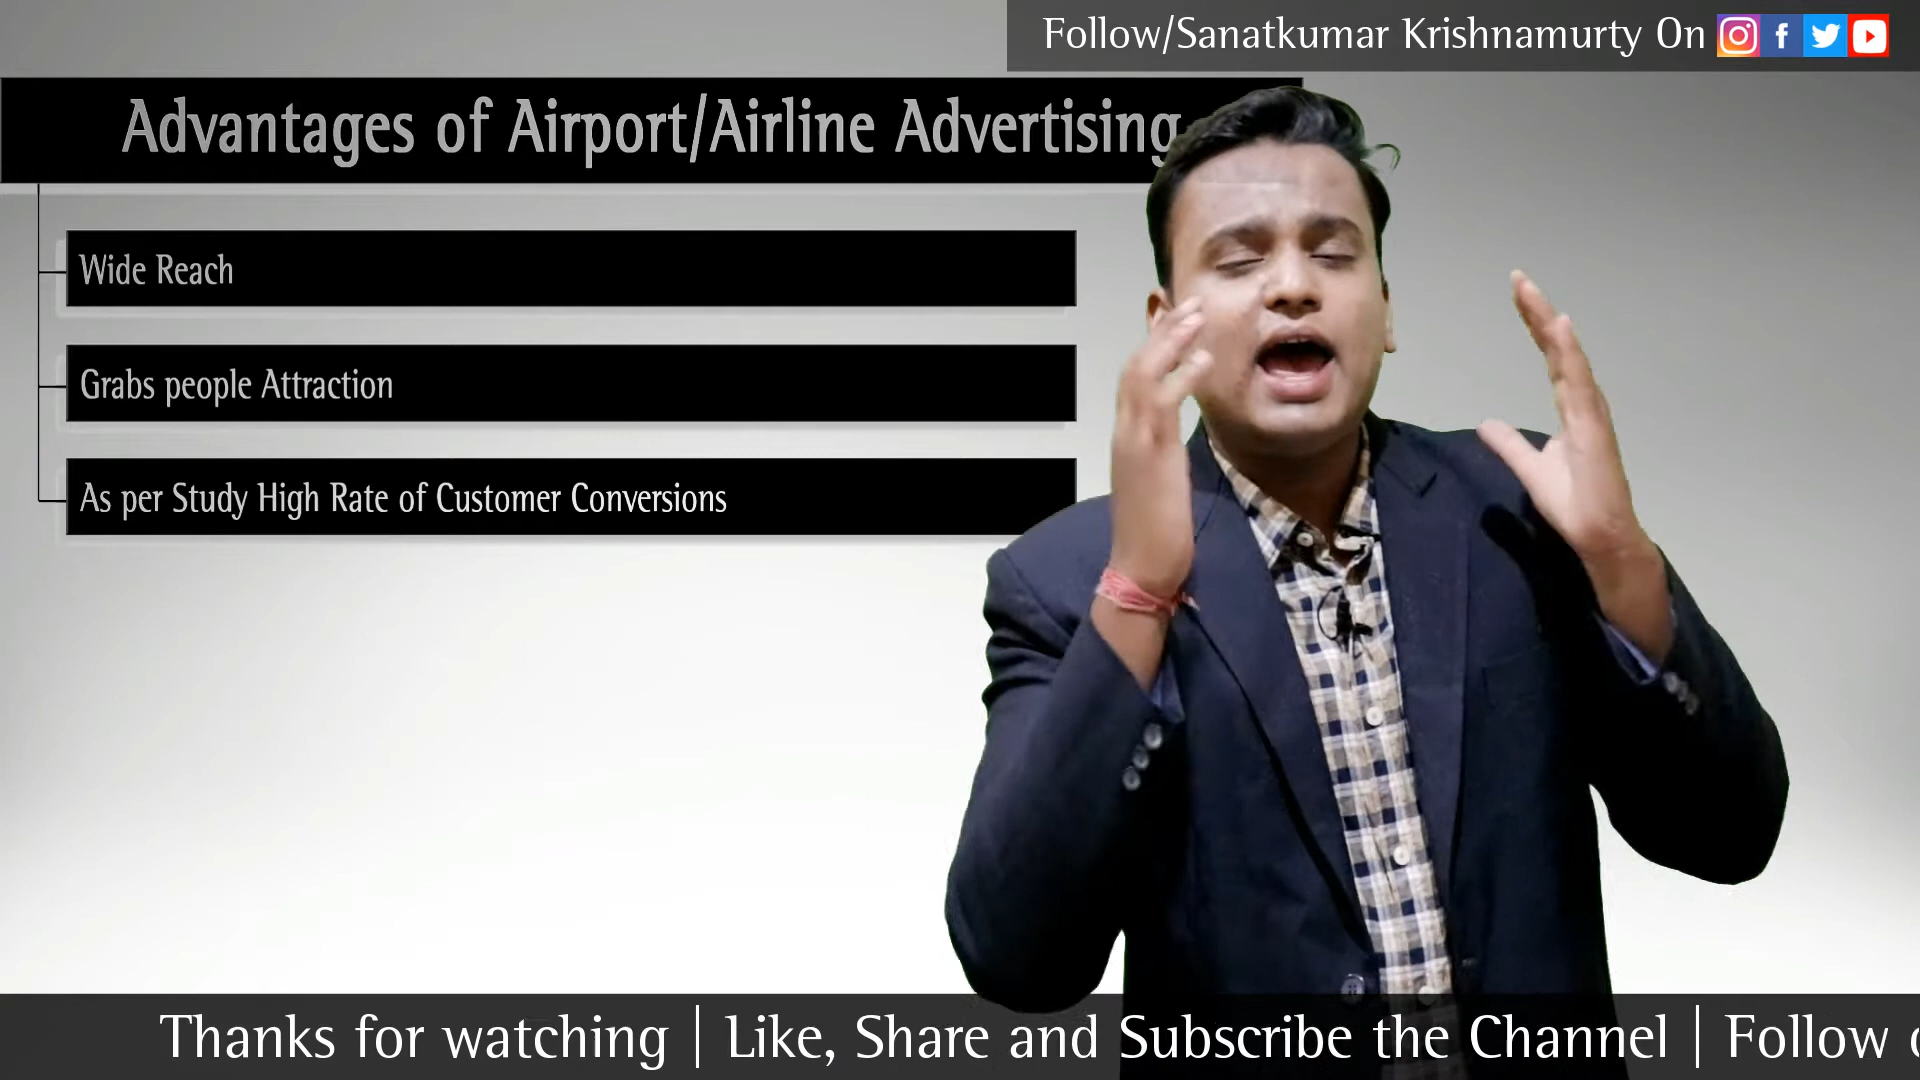 Follow/Sanatkumar Krishnamurty On
Advantages of Airport/Airline Advertising
Wide Reach
Grabs people Attraction
As per Study High Rate of Customer Conversions
Thanks for watching | Like, Share and Subscribe the Channel | Follow